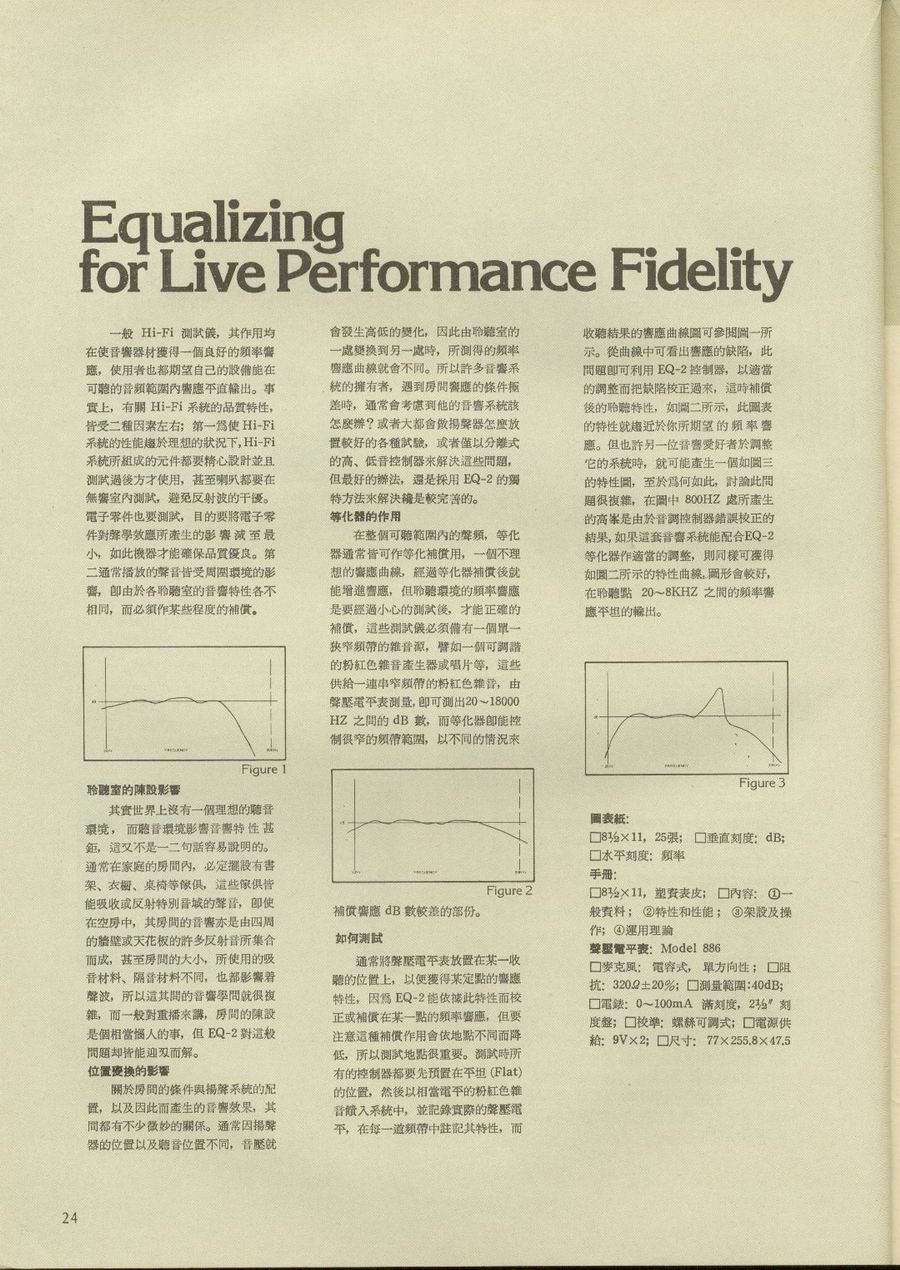 Equalizing
for Live Performance Fidelity
一般 Hi-Fi 測試儀，其作用均
在使音響器材獲得一個良好的頻率響
應，使用者也都期望自己的設備能在
可聽的音頻範圍內響應平直輸出。事
實上，有關 Hi-Fi 系統的品質特性，
皆受二種因素左右；第一爲使 Hi-Fi
系統的性能趨於理想的狀況下，Hi-Fi
系統所組成的元件都要精心設計並且
測試過後方才使用，甚至喇叭都要在
無響室內測試，避免反射波的干擾。
電子零件也要測試，目的要將電子零
件對聲學效應所產生的影響減至最
小，如此機器才能確保品質優良。第
二通常播放的聲音皆受周圍環境的影
響，卽由於各聆聽室的音響特性各不
相同，而必須作某些程度的補償。
FREQUENCY
Figure 1
聆聽室的陳設影響
其實世界上沒有一個理想的聽音
環境，而聽音環境影響音響特性甚
鉅，這又不是一二句話容易說明的。
通常在家庭的房間內，必定擺設有書
架、衣櫥、桌椅等傢俱，這些傢俱皆
能吸收或反射特別音域的聲音，卽使
在空房中，其房間的音響亦是由四周
的牆壁或天花板的許多反射音所集合
而成，甚至房間的大小，所使用的吸
音材料、隔音材料不同，也都影響着
聲波，所以這其間的音響學問就很複
雜，而一般對重播來講，房間的陳設
是個相當惱人的事，但 EQ-2 對這般
問題却皆能迎刄而解。
位置變換的影響
關於房間的條件與揚聲系統的配
置，以及因此而產生的音響效果，其
間都有不少微妙的關係。通常因揚聲
器的位置以及聽音位置不同，音壓就
會發生高低的變化，因此由聆聽室的
一處變換到另一處時，所測得的頻率
響應曲線就會不同。所以許多音響系
統的擁有者，遇到房間響應的條件極
差時，通常會考慮到他的音響系統該
怎麼辦？或者大都會做揚聲器怎麼放
置較好的各種試驗，或者僅以分離式
的高、低音控制器來解決這些問題，
但最好的辦法，還是採用 EQ-2 的獨
特方法來解決纔是較完善的。
等化器的作用
在整個可聽範圍內的聲頻，等化
器通常皆可作等化補償用，一個不理
想的響應曲線，經過等化器補償後就
能增進響應，但聆聽環境的頻率響應
是要經過小心的測試後，才能正確的
補償，這些測試儀必須備有一個單一
狹窄頻帶的雜音源，譬如一個可調諧
的粉紅色雜音產生器或唱片等，這些
供給一連串窄頻帶的粉紅色雜音，由
聲壓電平表測量，卽可測出20～18000
HZ 之間的 dB 數，而等化器卽能控
制很窄的頻帶範圍，以不同的情況來
FREQUENCY
Figure 2
補償響應 dB 數較差的部份。
如何測試
通常將聲壓電平表放置在某一收
聽的位置上，以便獲得某定點的響應
特性，因爲 EQ-2 能依據此特性而校
正或補償在某一點的頻率響應，但要
注意這種補償作用會依地點不同而降
低，所以測試地點很重要。測試時所
有的控制器都要先預置在平坦 (Flat)
的位置，然後以相當電平的粉紅色雜
音饋入系統中，並記錄實際的聲壓電
平，在每一道頻帶中註記其特性，而
收聽結果的響應曲線圖可參閱圖一所
示。從曲線中可看出響應的缺陷，此
問題卽可利用 EQ-2 控制器，以適當
的調整而把缺陷校正過來，這時補償
後的聆聽特性，如圖二所示，此圖表
的特性就趨近於你所期望的頻率響
應。但也許另一位音響愛好者於調整
它的系統時，就可能產生一個如圖三
的特性圖，至於爲何如此，討論此問
題很複雜，在圖中 800HZ 處所產生
的高峯是由於音調控制器錯誤校正的
結果，如果這套音響系統能配合EQ-2
等化器作適當的調整，則同樣可獲得
如圖二所示的特性曲線，圖形會較好，
在聆聽點 20～8KHZ 之間的頻率響
應平坦的輸出。
FREQUENCY
Figure 3
圖表紙：
□8½×11，25張；□垂直刻度：dB；
□水平刻度：頻率
手冊：
□8½×11，塑質表皮；□內容：①一
般資料；②特性和性能；③架設及操
作；④運用理論
聲壓電平表：Model 886
□麥克風：電容式，單方向性；□阻
抗：320Ω±20%；□測量範圍：40dB；
□電錶：0～100mA 滿刻度，2½″ 刻
度盤；□校準：螺絲可調式；□電源供
給：9V×2；□尺寸：77×255.8×47.5
24